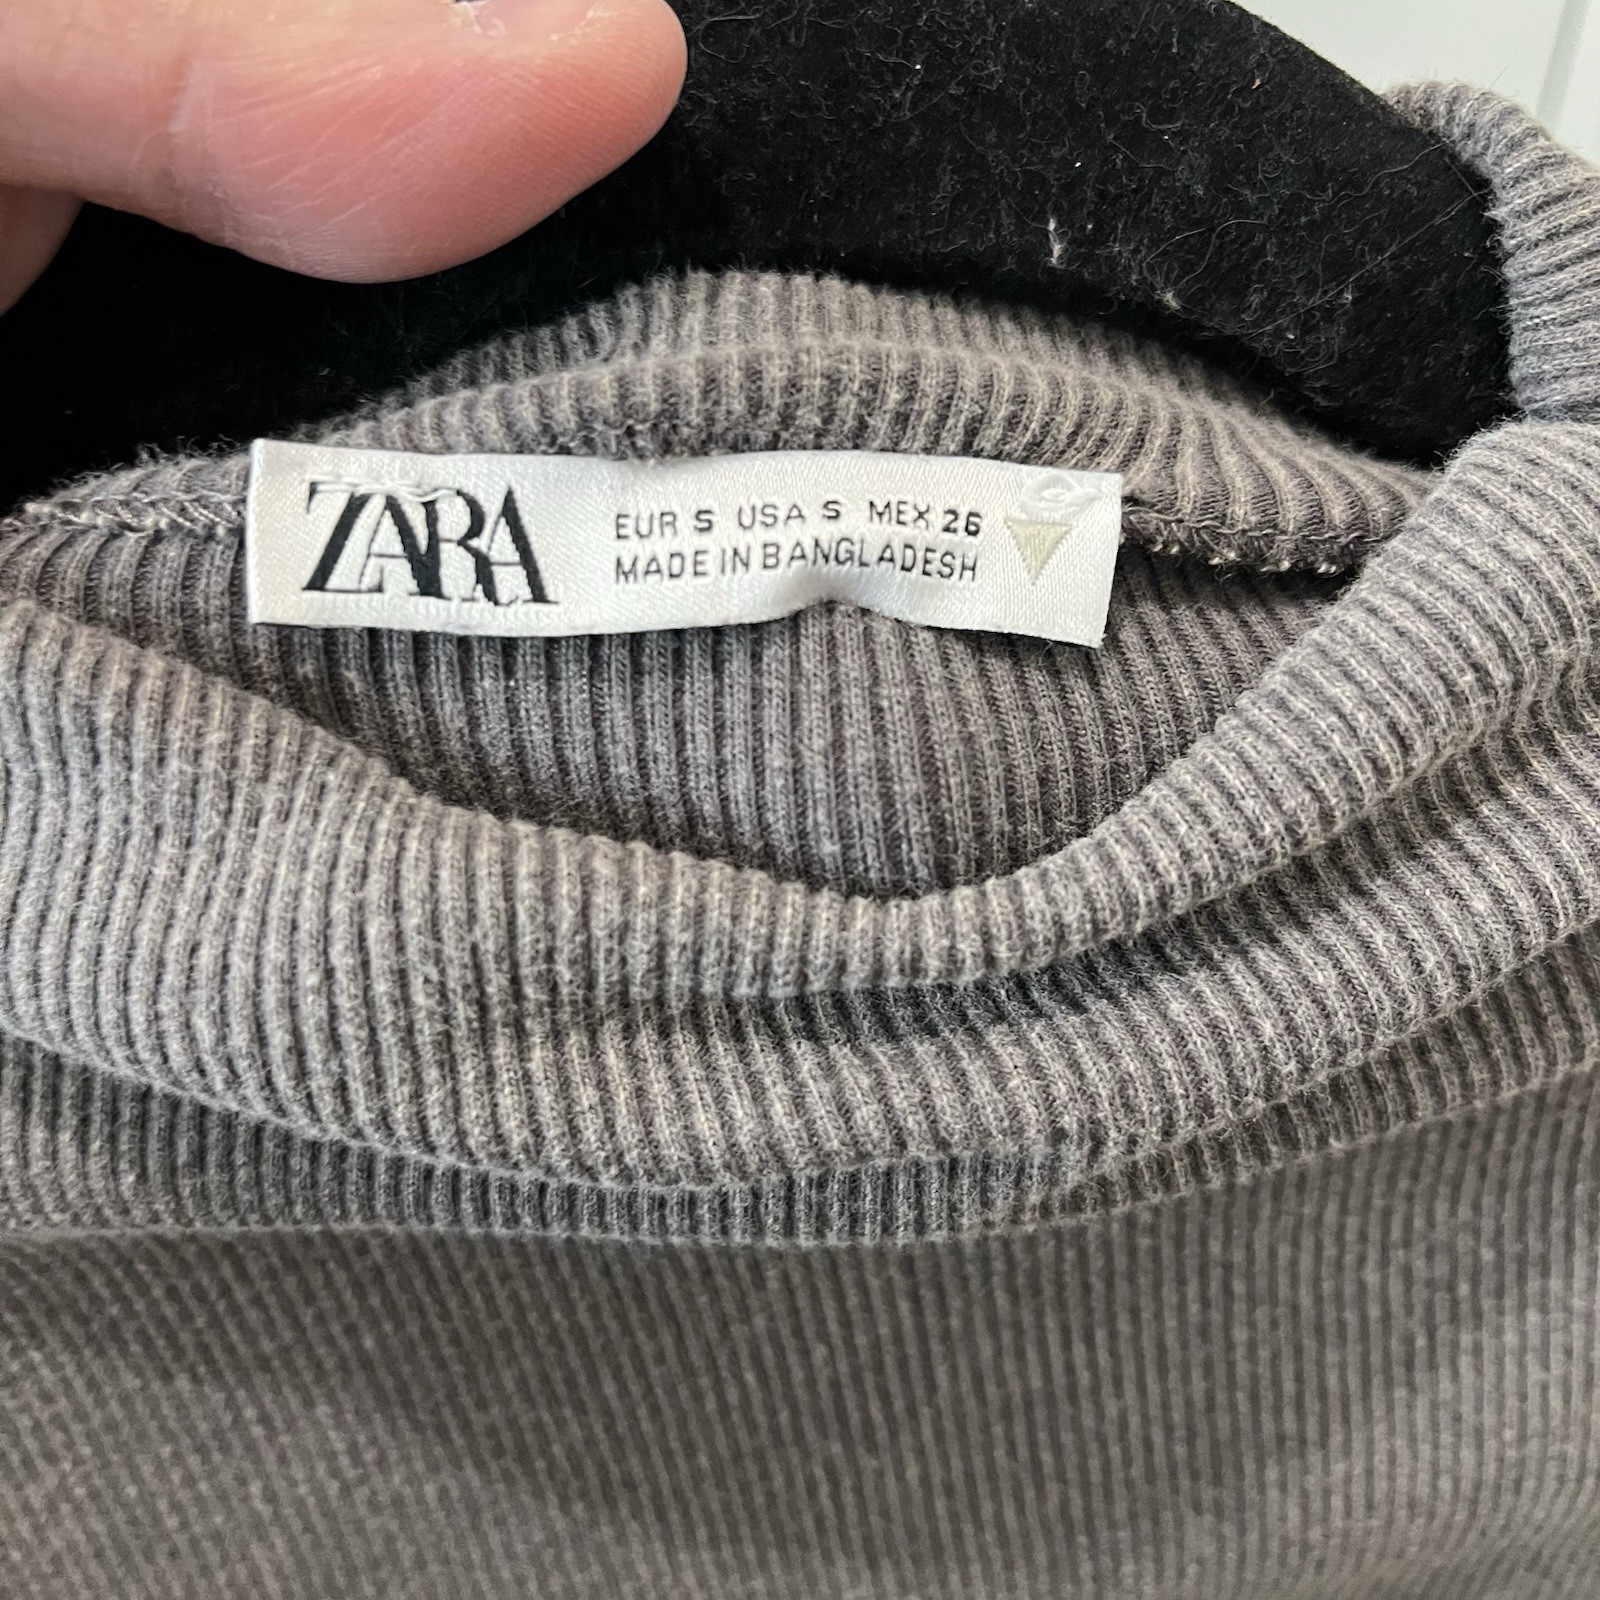 ZARA
EUR S USA S MEX 26
MADE IN BANGLADESH